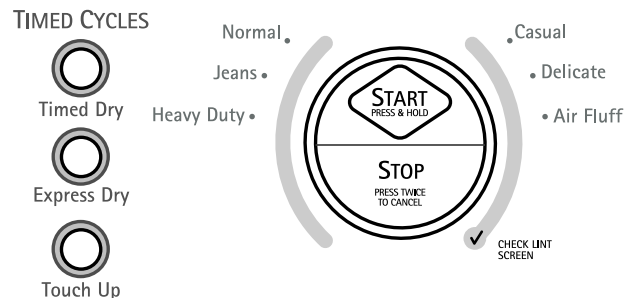 TIMED CYCLES
Timed Dry
Express Dry
Touch Up
Normal
Jeans
Heavy Duty
START
PRESS & HOLD
STOP
PRESS TWICE
TO CANCEL
Casual
Delicate
Air Fluff
CHECK LINT
SCREEN